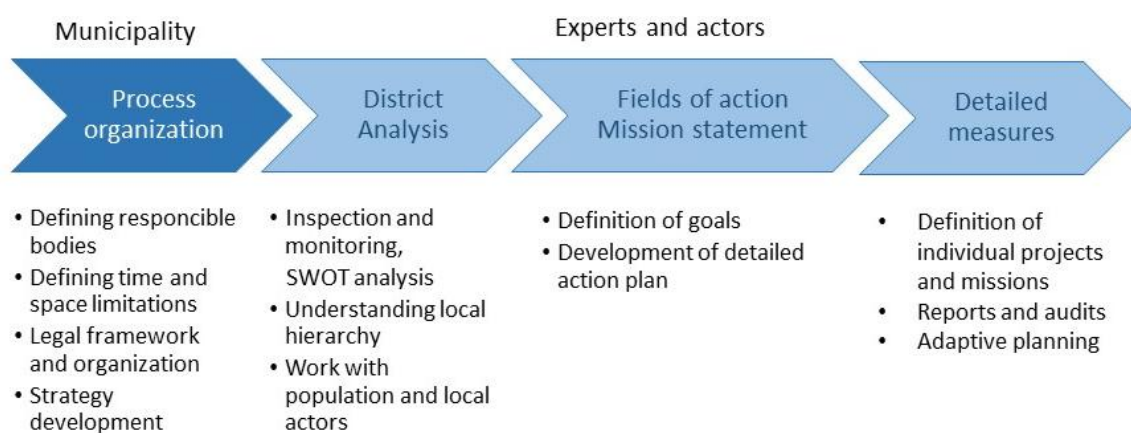 Municipality
Experts and actors
Process
organization
District
Analysis
Fields of action
Mission statement
Detailed
measures
• Defining responcible
bodies
• Defining time and
space limitations
• Legal framework
and organization
• Strategy
development
• Inspection and
monitoring,
SWOT analysis
• Understanding local
hierarchy
• Work with
population and local
actors
• Definition of goals
• Development of detailed
action plan
• Definition of
individual projects
and missions
• Reports and audits
• Adaptive planning